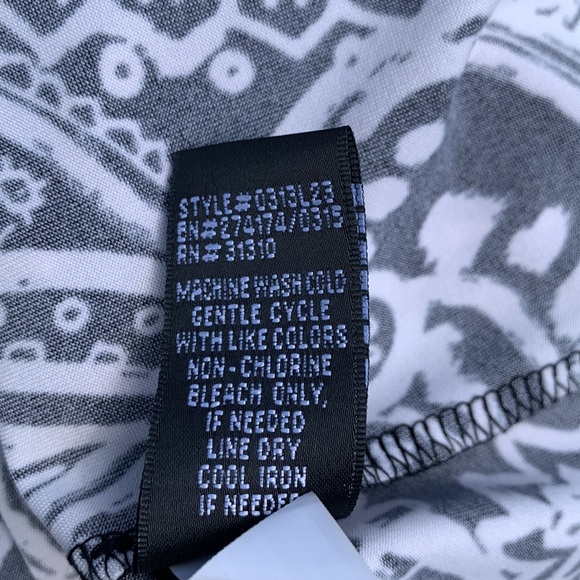 STYLE# 0313L23
EN# 274174/0315
RN# 31310
MACHINE WASH COLD
GENTLE CYCLE
WITH LIKE COLORS
NON-CHLORINE
BLEACH ONLY,
IF NEEDED
LINE DRY
COOL IRON
IF NEEDED